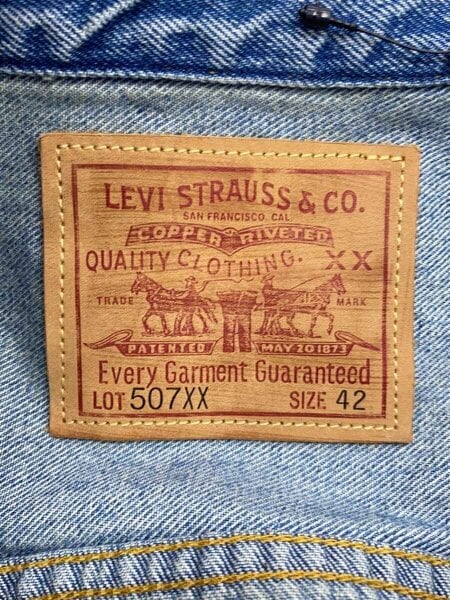 LEVI STRAUSS & CO.
SAN FRANCISCO, CAL.
COPPER RIVETED
QUALITY CLOTHING. XX
TRADE MARK
PATENTED MAY 20 1873
Every Garment Guaranteed
LOT 507XX SIZE 42